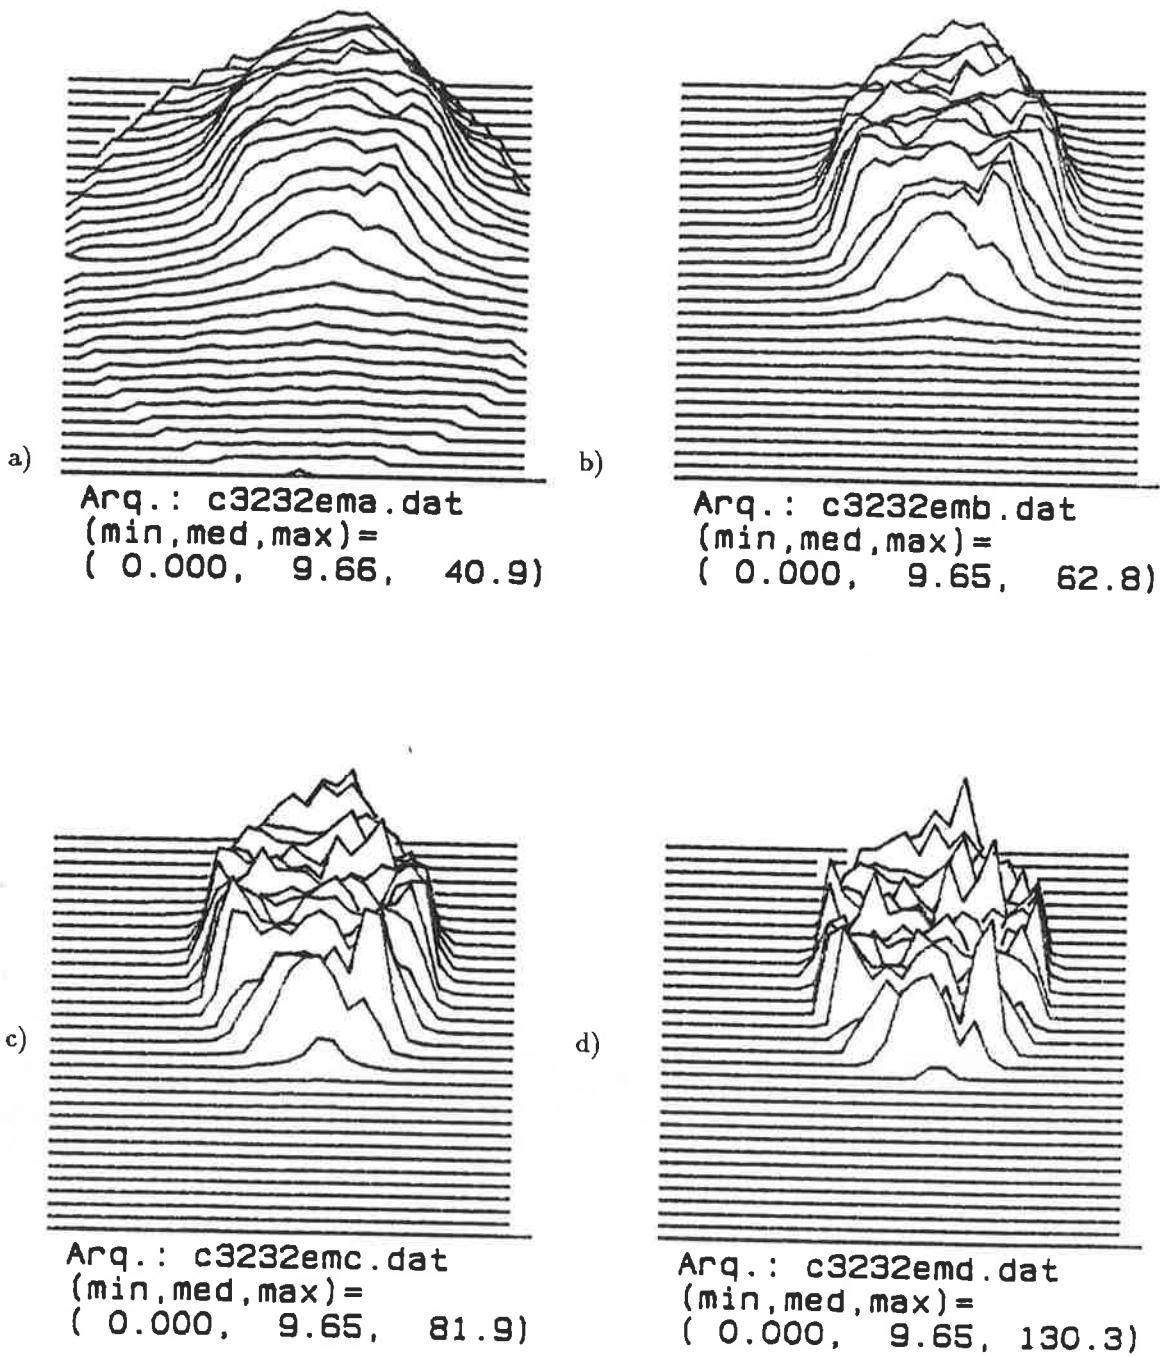 a)
Arq.: c3232ema.dat
(min,med,max)=
( 0.000, 9.66, 40.9)
b)
Arq.: c3232emb.dat
(min,med,max)=
( 0.000, 9.65, 62.8)
c)
Arq.: c3232emc.dat
(min,med,max)=
( 0.000, 9.65, 81.9)
d)
Arq.: c3232emd.dat
(min,med,max)=
( 0.000, 9.65, 130.3)